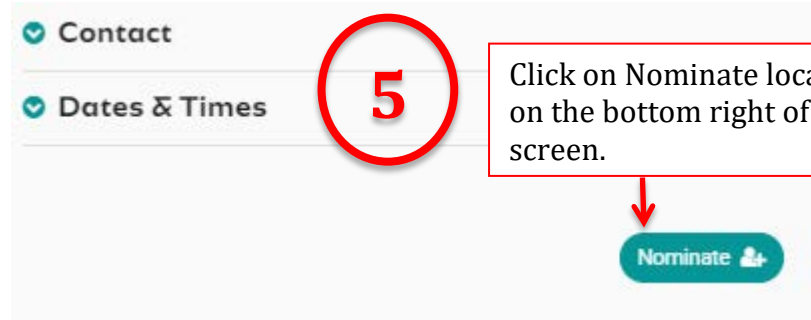 Contact
Dates & Times
5
Click on Nominate loca
on the bottom right of
screen.
Nominate